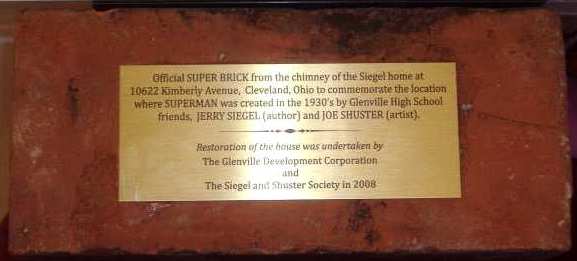 Official SUPER BRICK from the chimney of the Siegel home at
10622 Kimberly Avenue, Cleveland, Ohio to commemorate the location
where SUPERMAN was created in the 1930's by Glenville High School
friends, JERRY SIEGEL (author) and JOE SHUSTER (artist).
Restoration of the house was undertaken by
The Glenville Development Corporation
and
The Siegel and Shuster Society in 2008